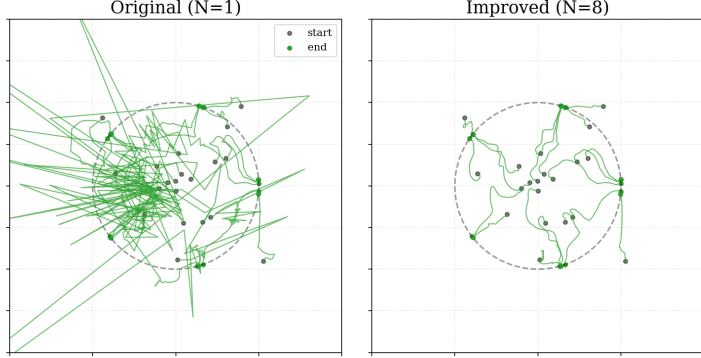 Original (N=1)
start
end
Improved (N=8)